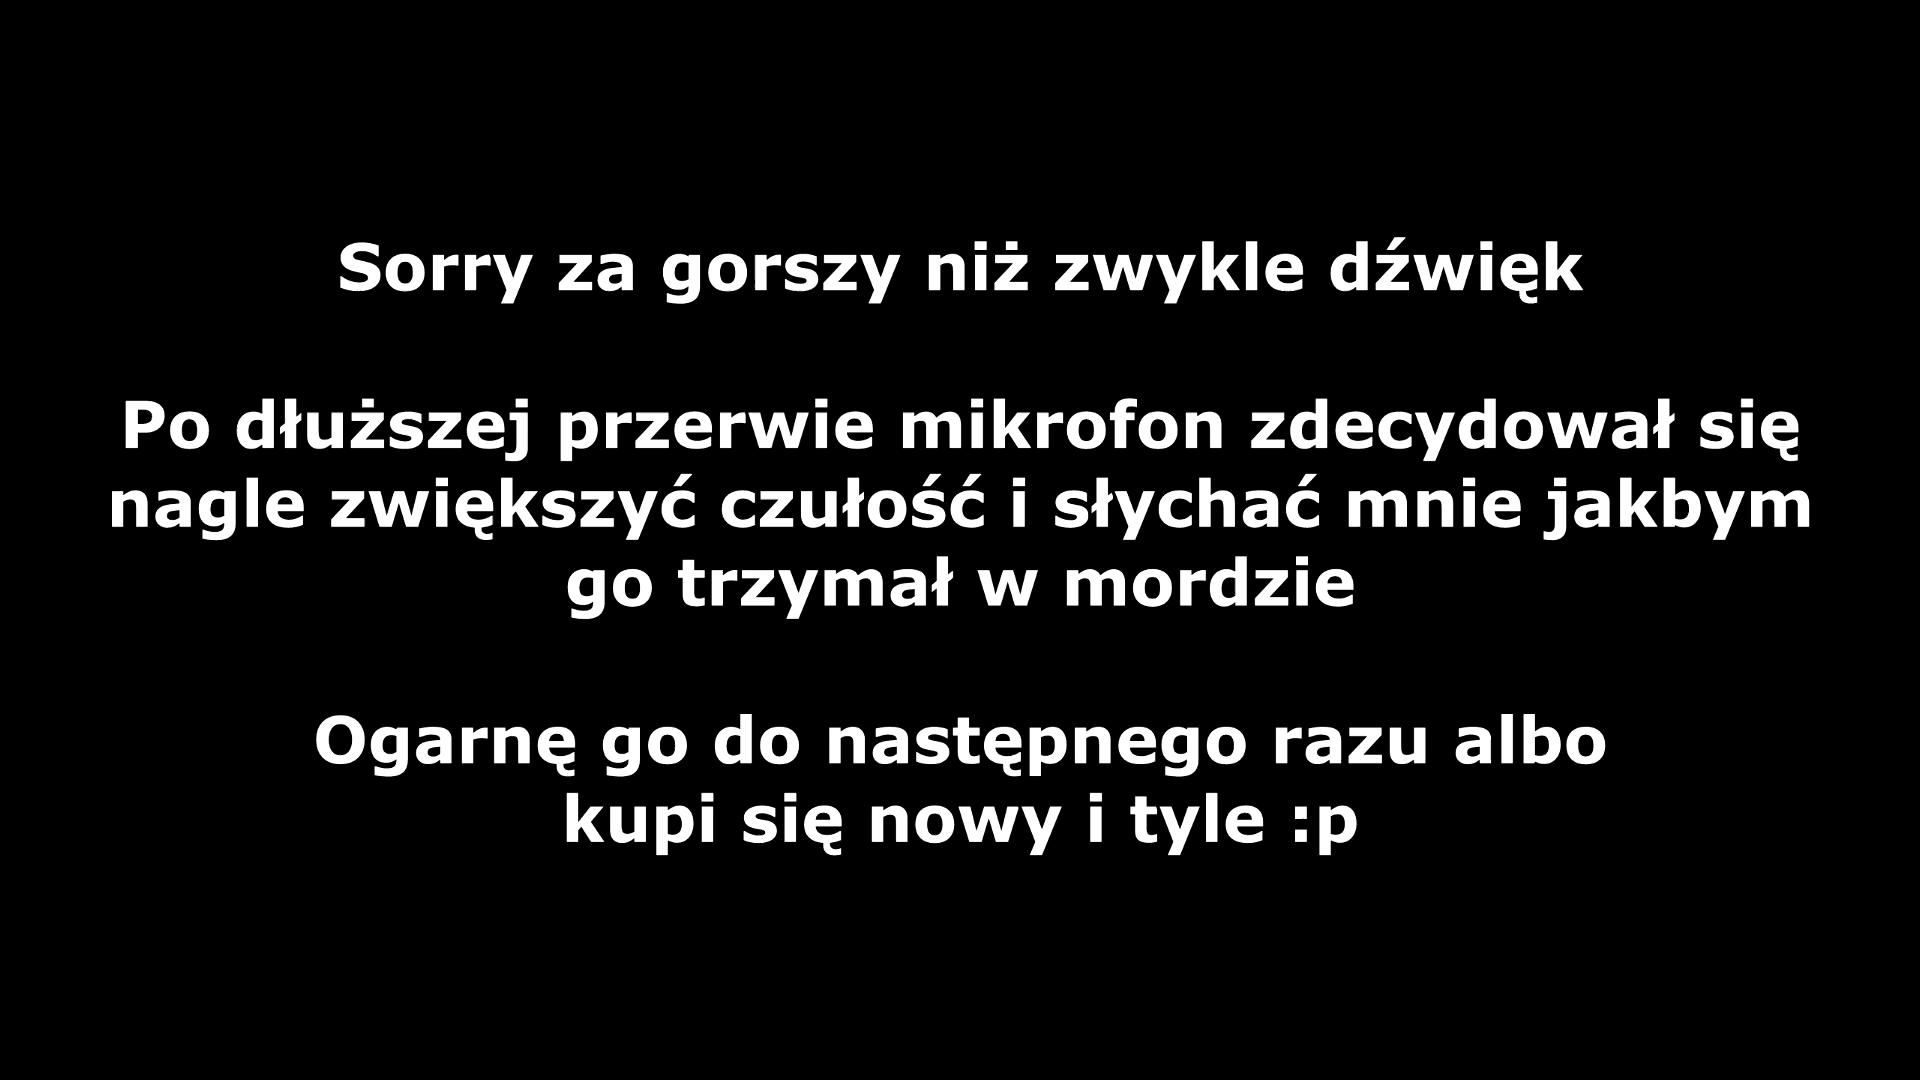 Sorry za gorszy niż zwykle dźwięk
Po dłuższej przerwie mikrofon zdecydował się
nagle zwiększyć czułość i słychać mnie jakbym
go trzymał w mordzie
Ogarnę go do następnego razu albo
kupi się nowy i tyle :p